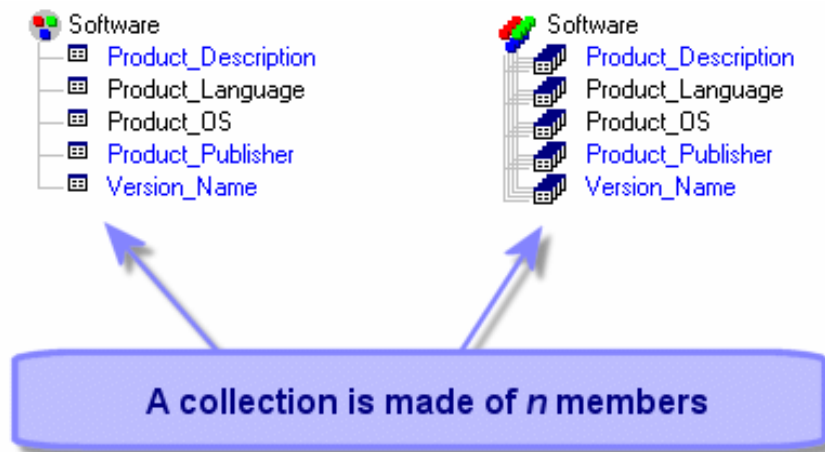 Software
Product_Description
Product_Language
Product_OS
Product_Publisher
Version_Name
Software
Product_Description
Product_Language
Product_OS
Product_Publisher
Version_Name
A collection is made of n members